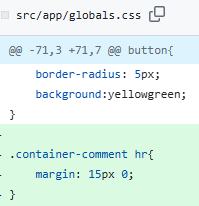 src/app/globals.css
@@ -71,3 +71,7 @@ button{
border-radius: 5px;
background:yellowgreen;
}
.container-comment hr{
margin: 15px 0;
}